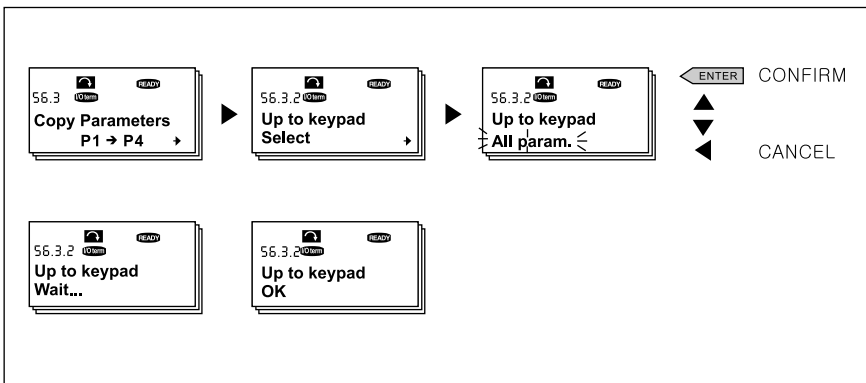 READY
S6.3 I/O term
Copy Parameters
P1 → P4 →
READY
S6.3.2 I/O term
Up to keypad
Select →
READY
S6.3.2 I/O term
Up to keypad
All param.
ENTER CONFIRM
CANCEL
READY
S6.3.2 I/O term
Up to keypad
Wait...
READY
S6.3.2 I/O term
Up to keypad
OK